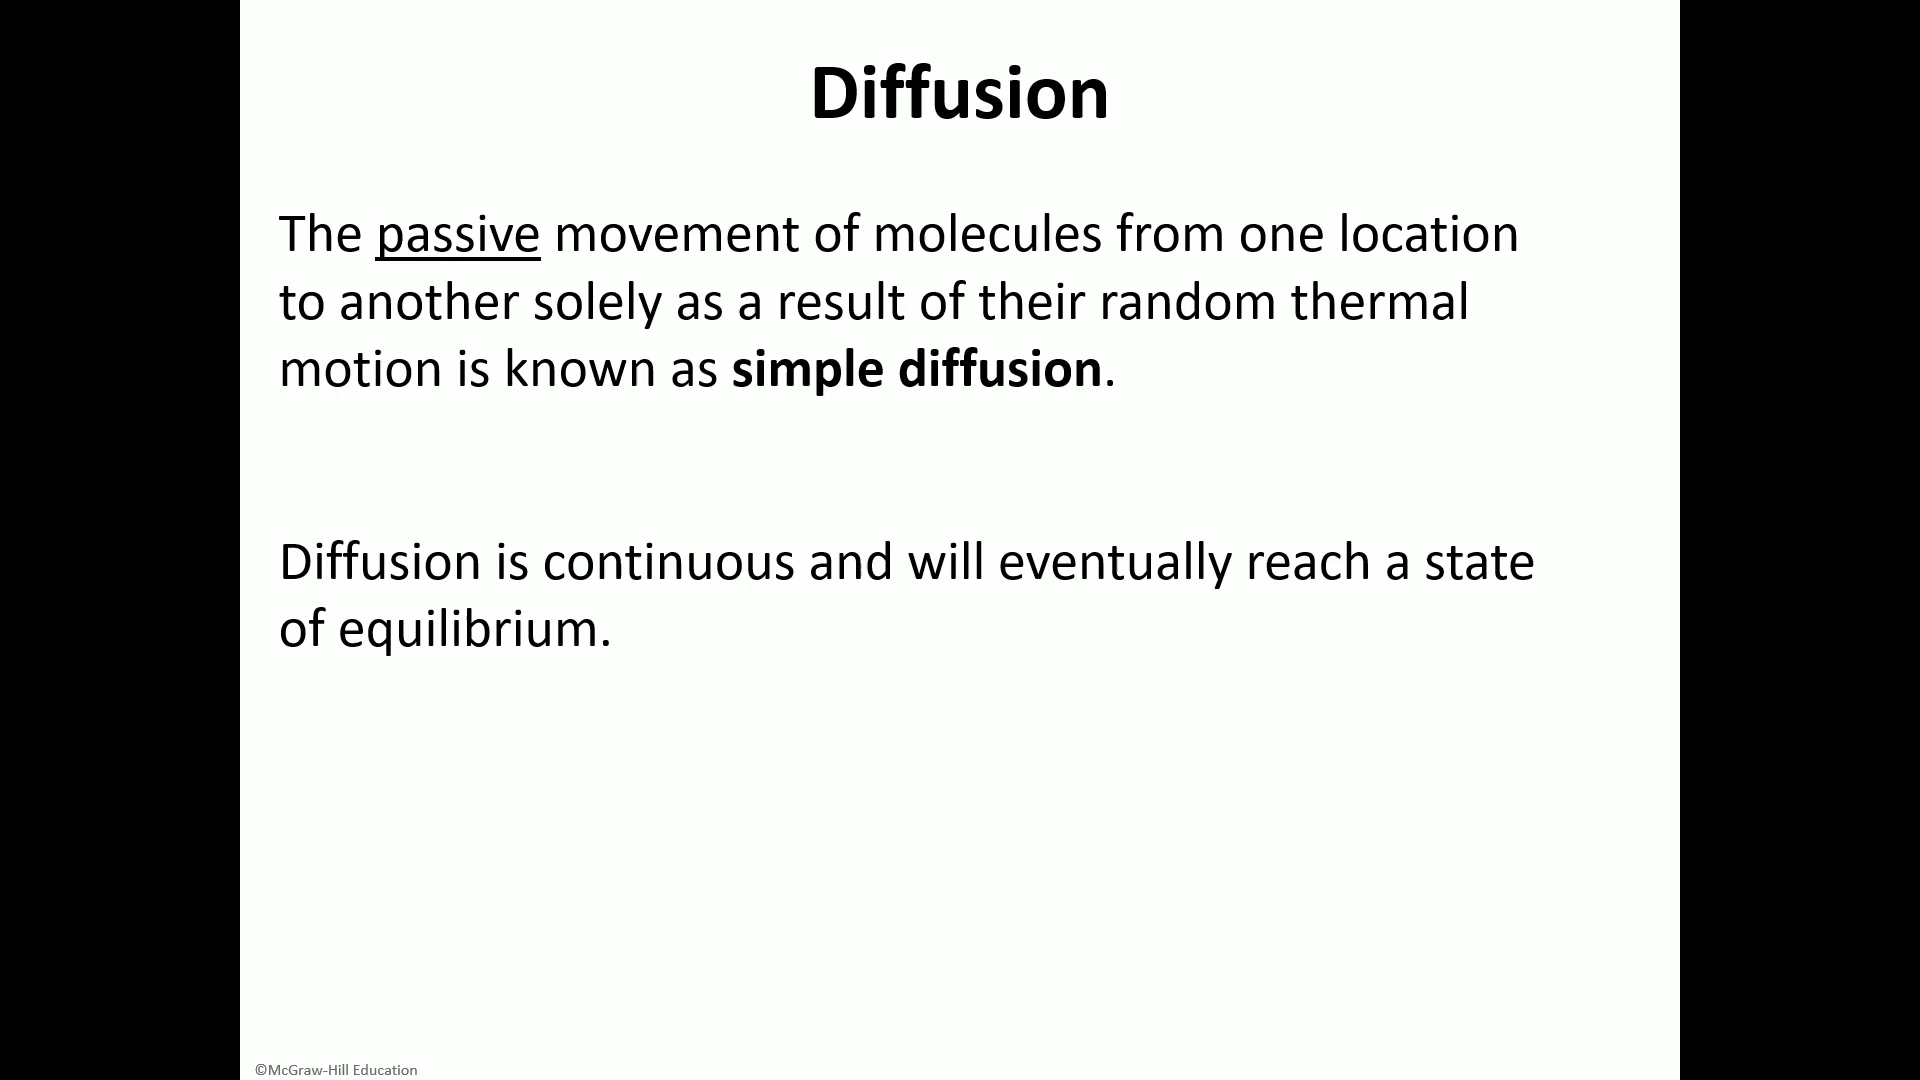 Diffusion
The passive movement of molecules from one location
to another solely as a result of their random thermal
motion is known as simple diffusion.
Diffusion is continuous and will eventually reach a state
of equilibrium.
©McGraw-Hill Education